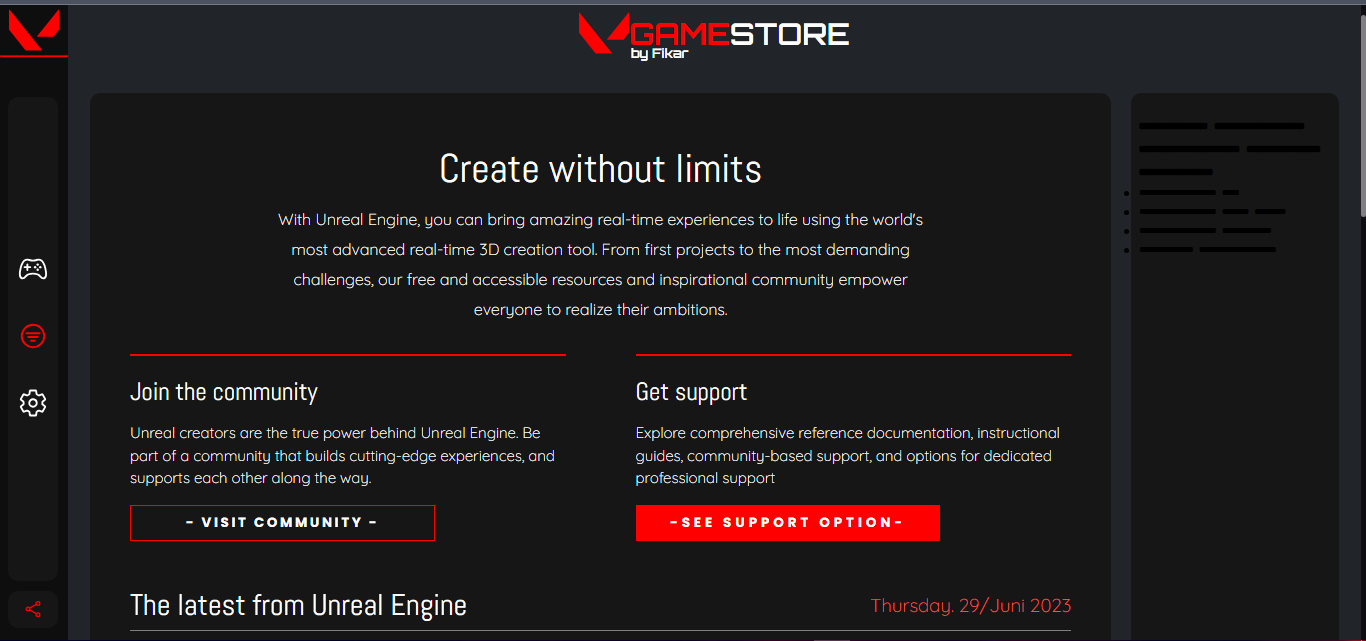 GAMESTORE
by Fikar
Create without limits
With Unreal Engine, you can bring amazing real-time experiences to life using the world's
most advanced real-time 3D creation tool. From first projects to the most demanding
challenges, our free and accessible resources and inspirational community empower
everyone to realize their ambitions.
Join the community
Unreal creators are the true power behind Unreal Engine. Be
part of a community that builds cutting-edge experiences, and
supports each other along the way.
- VISIT COMMUNITY -
Get support
Explore comprehensive reference documentation, instructional
guides, community-based support, and options for dedicated
professional support
-SEE SUPPORT OPTION-
The latest from Unreal Engine
Thursday. 29/Juni 2023